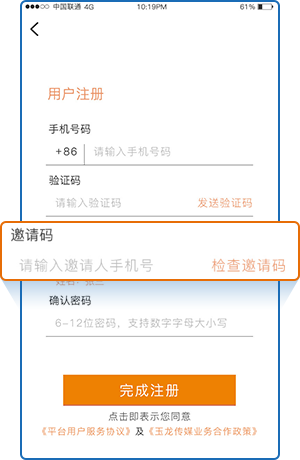 中国联通 4G 10:19PM 61%
用户注册
手机号码
+86 请输入手机号码
验证码
请输入验证码 发送验证码
邀请码
请输入邀请人手机号 检查邀请码
确认密码
6-12位密码，支持数字字母大小写
完成注册
点击即表示您同意
《平台用户服务协议》及《玉龙传媒业务合作政策》